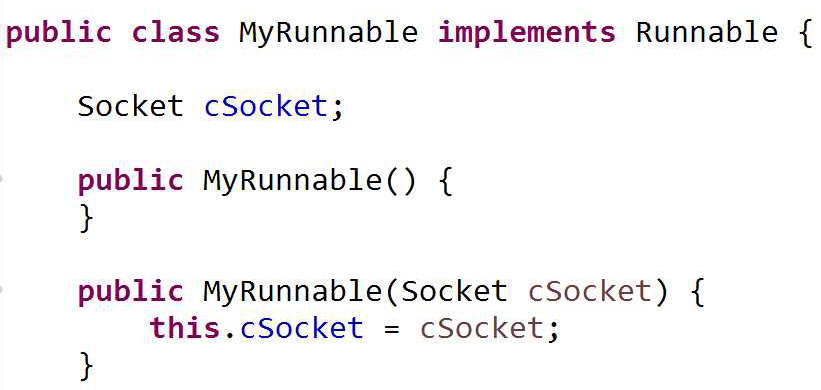 public class MyRunnable implements Runnable {
Socket cSocket;
public MyRunnable() {
}
public MyRunnable(Socket cSocket) {
this.cSocket = cSocket;
}